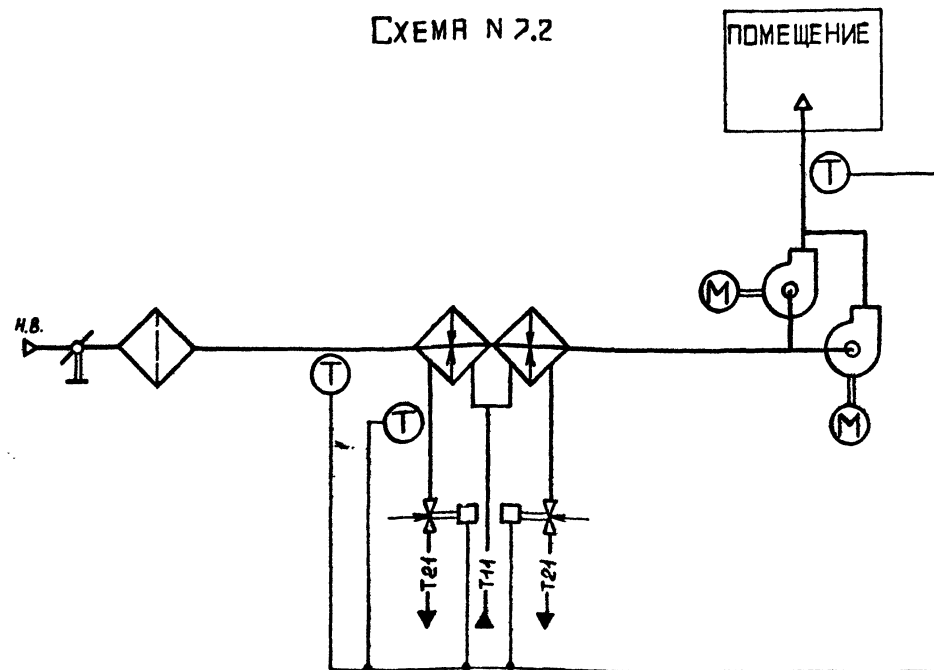 СХЕМА N 7.2
ПОМЕЩЕНИЕ
Т
М
Н.В.
Т
М
Т
Т21
Т11
Т21